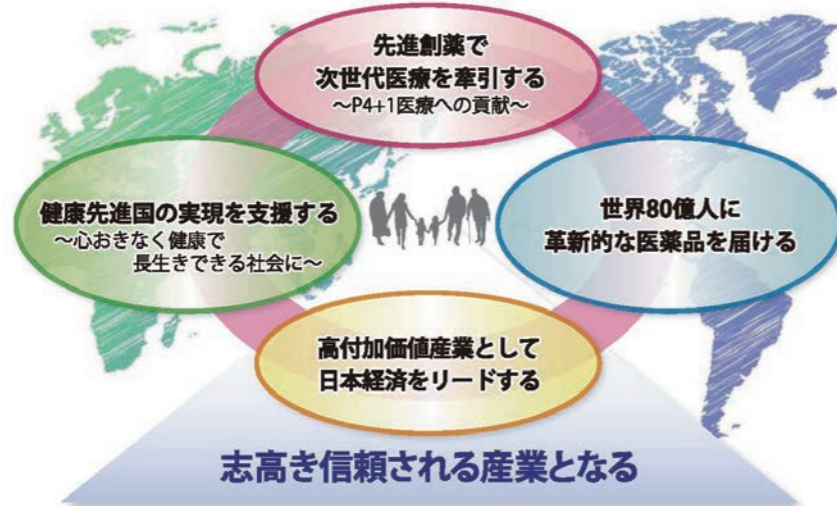 先進創薬で
次世代医療を牽引する
～P4+1医療への貢献～
健康先進国の実現を支援する
～心おきなく健康で
長生きできる社会に～
世界80億人に
革新的な医薬品を届ける
高付加価値産業として
日本経済をリードする
志高き信頼される産業となる